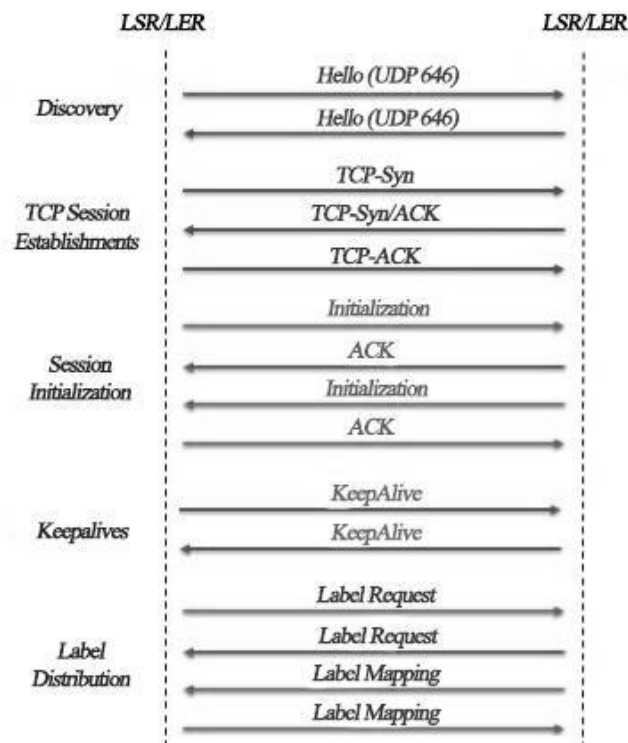 LSR/LER LSR/LER
Hello (UDP 646)
Discovery
Hello (UDP 646)
TCP-Syn
TCP Session
Establishments
TCP-Syn/ACK
TCP-ACK
Initialization
Session
Initialization
ACK
Initialization
ACK
KeepAlive
Keepalives
KeepAlive
Label Request
Label Request
Label
Distribution
Label Mapping
Label Mapping